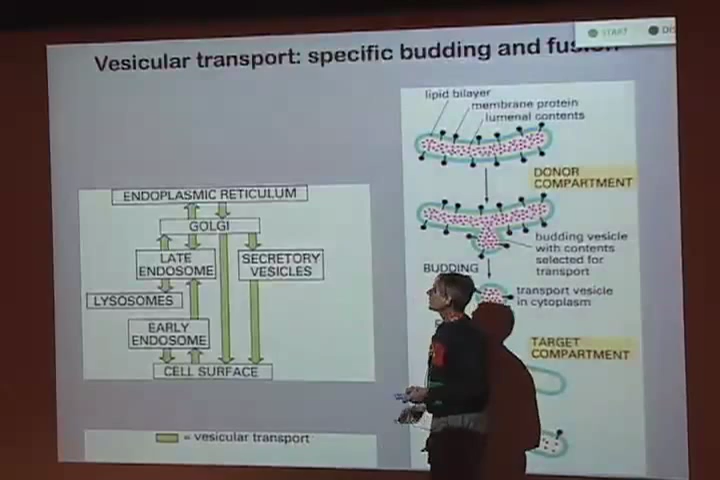 START
Vesicular transport: specific budding and fusion
lipid bilayer
membrane protein
lumenal contents
DONOR
COMPARTMENT
budding vesicle
with contents
selected for
transport
BUDDING
transport vesicle
in cytoplasm
TARGET
COMPARTMENT
ENDOPLASMIC RETICULUM
GOLGI
LATE
ENDOSOME
SECRETORY
VESICLES
LYSOSOMES
EARLY
ENDOSOME
CELL SURFACE
= vesicular transport